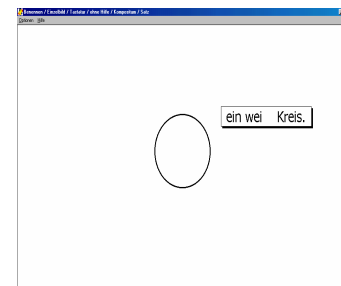 Benennen / Einzelbild / Tastatur / ohne Hilfe / Kompositum / Satz
Optionen Hilfe
ein wei Kreis.